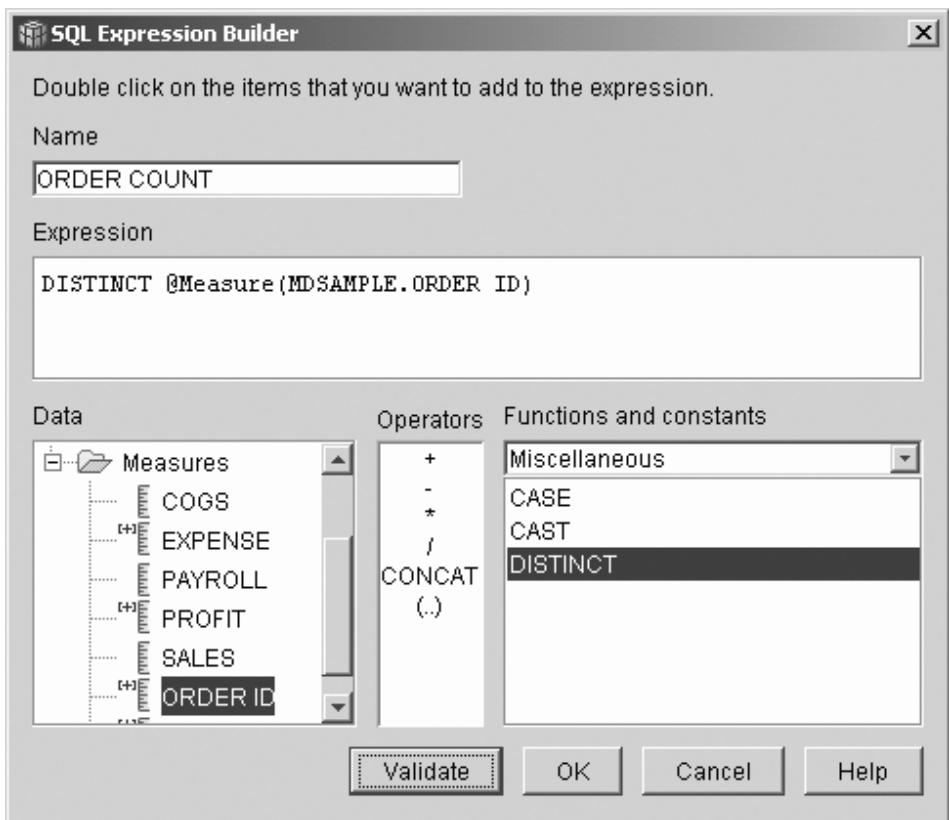 SQL Expression Builder
Double click on the items that you want to add to the expression.
Name
ORDER COUNT
Expression
DISTINCT @Measure(MDSAMPLE.ORDER ID)
Data
Measures
COGS
EXPENSE
PAYROLL
PROFIT
SALES
ORDER ID
Operators
+
-
*
/
CONCAT
(..)
Functions and constants
Miscellaneous
CASE
CAST
DISTINCT
Validate
OK
Cancel
Help